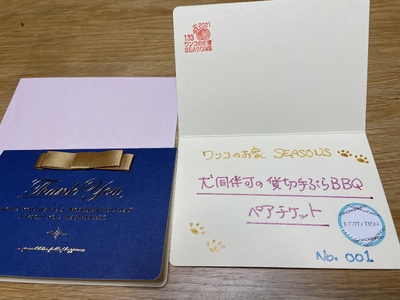 Thank You
2021
133
ワンコのお家
SEASONS
ワンコのお家 SEASONS
犬同伴可の貸切手ぶらBBQ
ペアチケット
No. 001